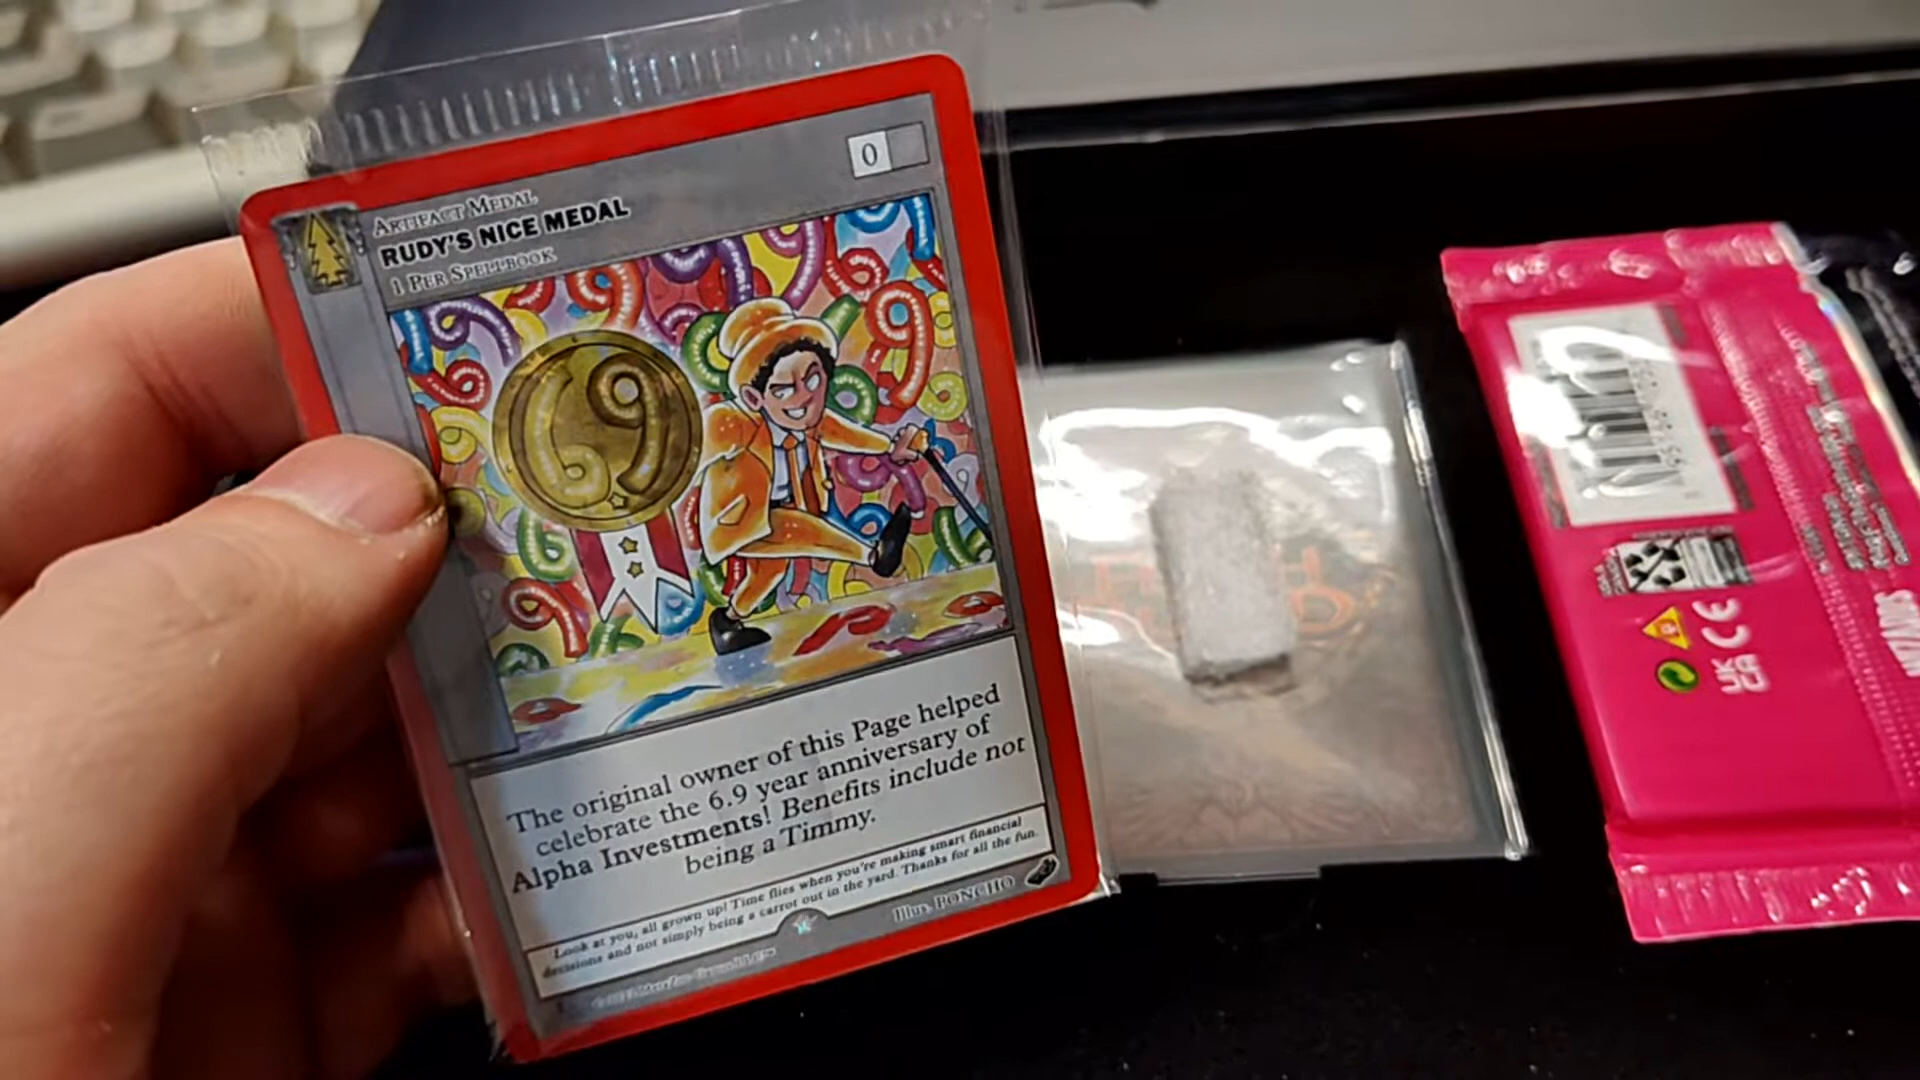 ARTIFACT MEDAL
RUDY'S NICE MEDAL
1 PER SPELLBOOK
0
69
The original owner of this Page helped
celebrate the 6.9 year anniversary of
Alpha Investments! Benefits include not
being a Timmy.
Look at you, all grown up! Time flies when you're making smart financial
decisions and not simply being a carrot out in the yard. Thanks for all the fun.
Illus. PONCHO
UK
CA
CE